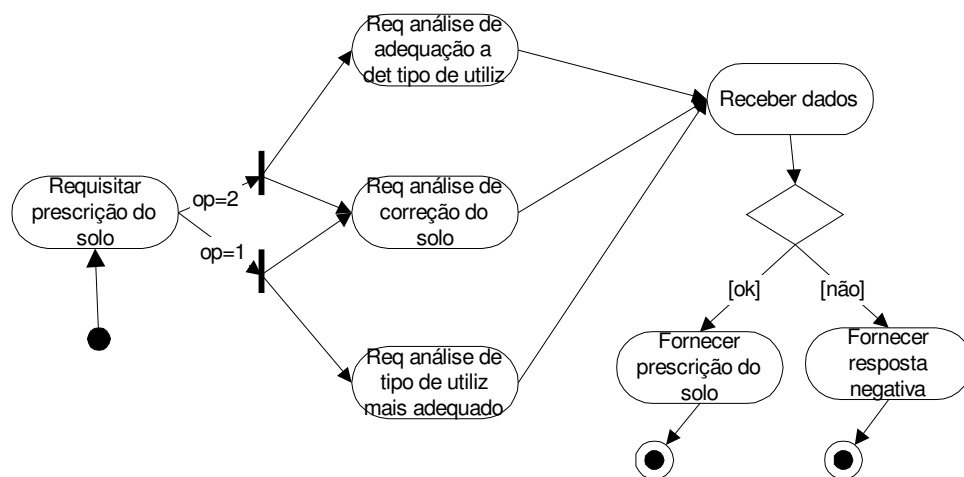 Req análise de
adequação a
det tipo de utiliz
Receber dados
Requisitar
prescrição do
solo
op=2
op=1
Req análise de
correção do
solo
[ok]
[não]
Req análise de
tipo de utiliz
mais adequado
Fornecer
prescrição do
solo
Fornecer
resposta
negativa